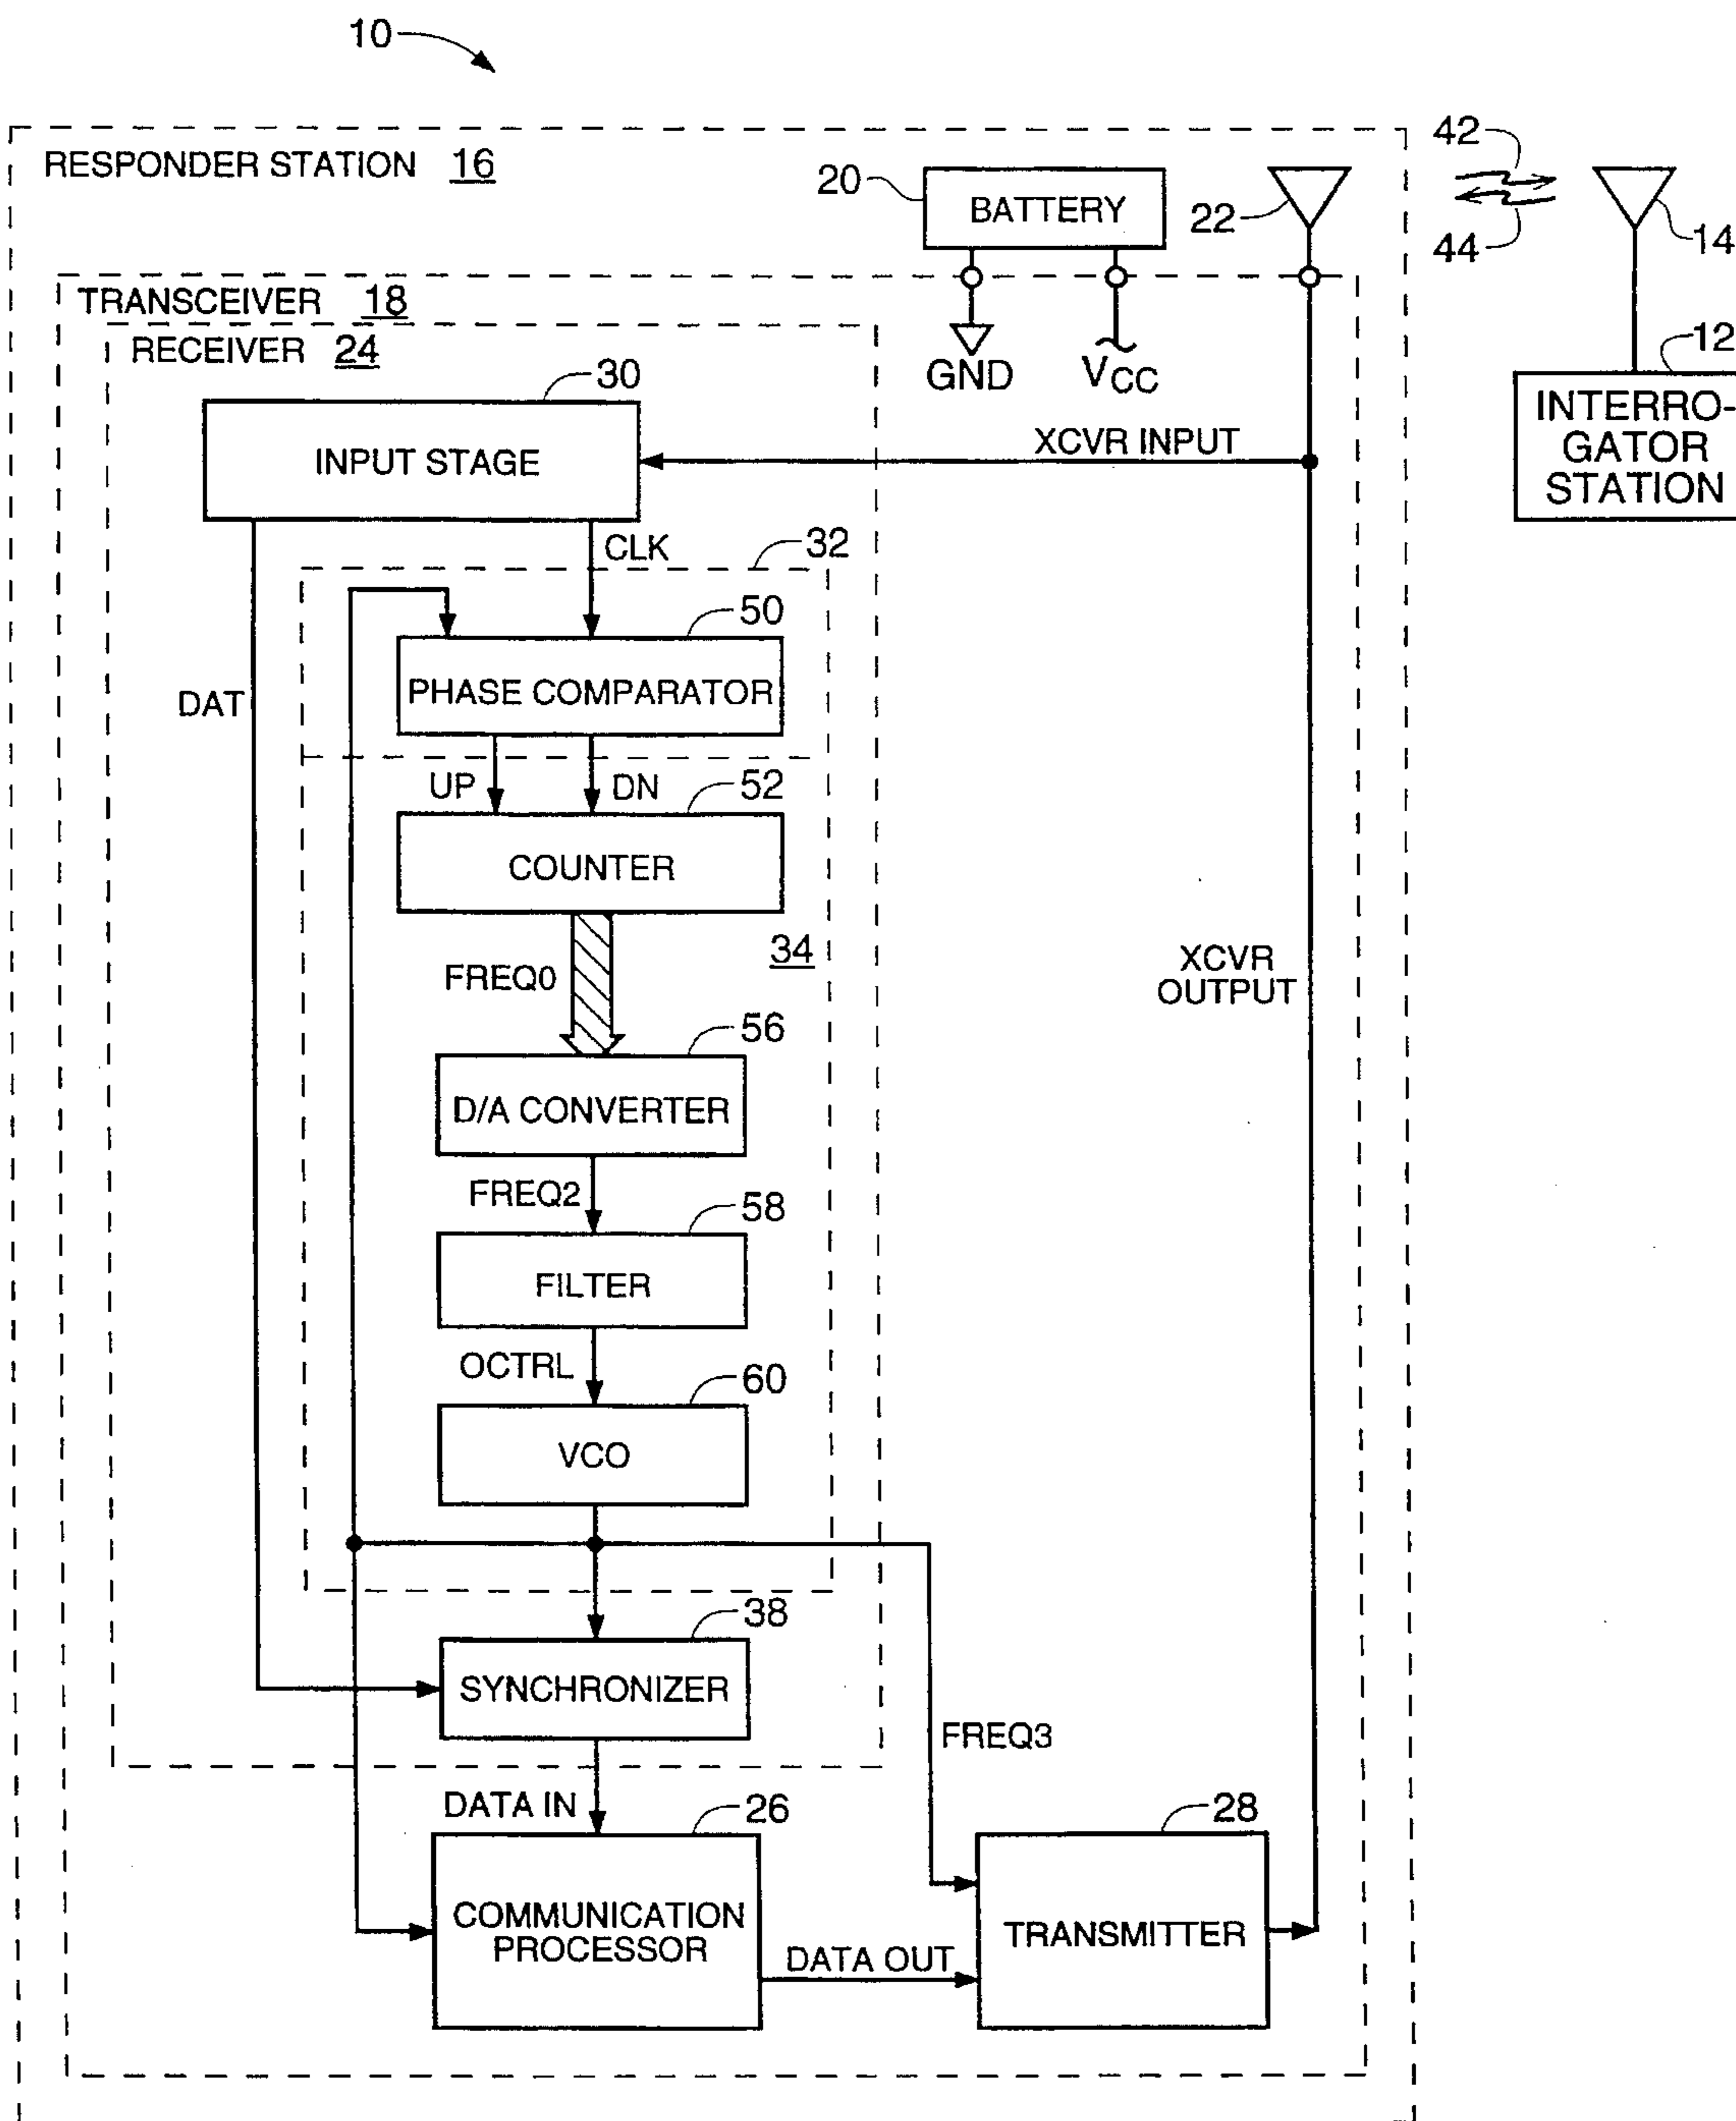 10
RESPONDER STATION 16
20
BATTERY
22
42
44
14
TRANSCEIVER 18
RECEIVER 24
GND
VCC
12
INTERRO-
GATOR
STATION
30
INPUT STAGE
XCVR INPUT
CLK
32
50
PHASE COMPARATOR
DAT
UP
DN
52
COUNTER
34
FREQ0
XCVR
OUTPUT
56
D/A CONVERTER
FREQ2
58
FILTER
OCTRL
60
VCO
38
SYNCHRONIZER
FREQ3
DATA IN
26
28
COMMUNICATION
PROCESSOR
DATA OUT
TRANSMITTER